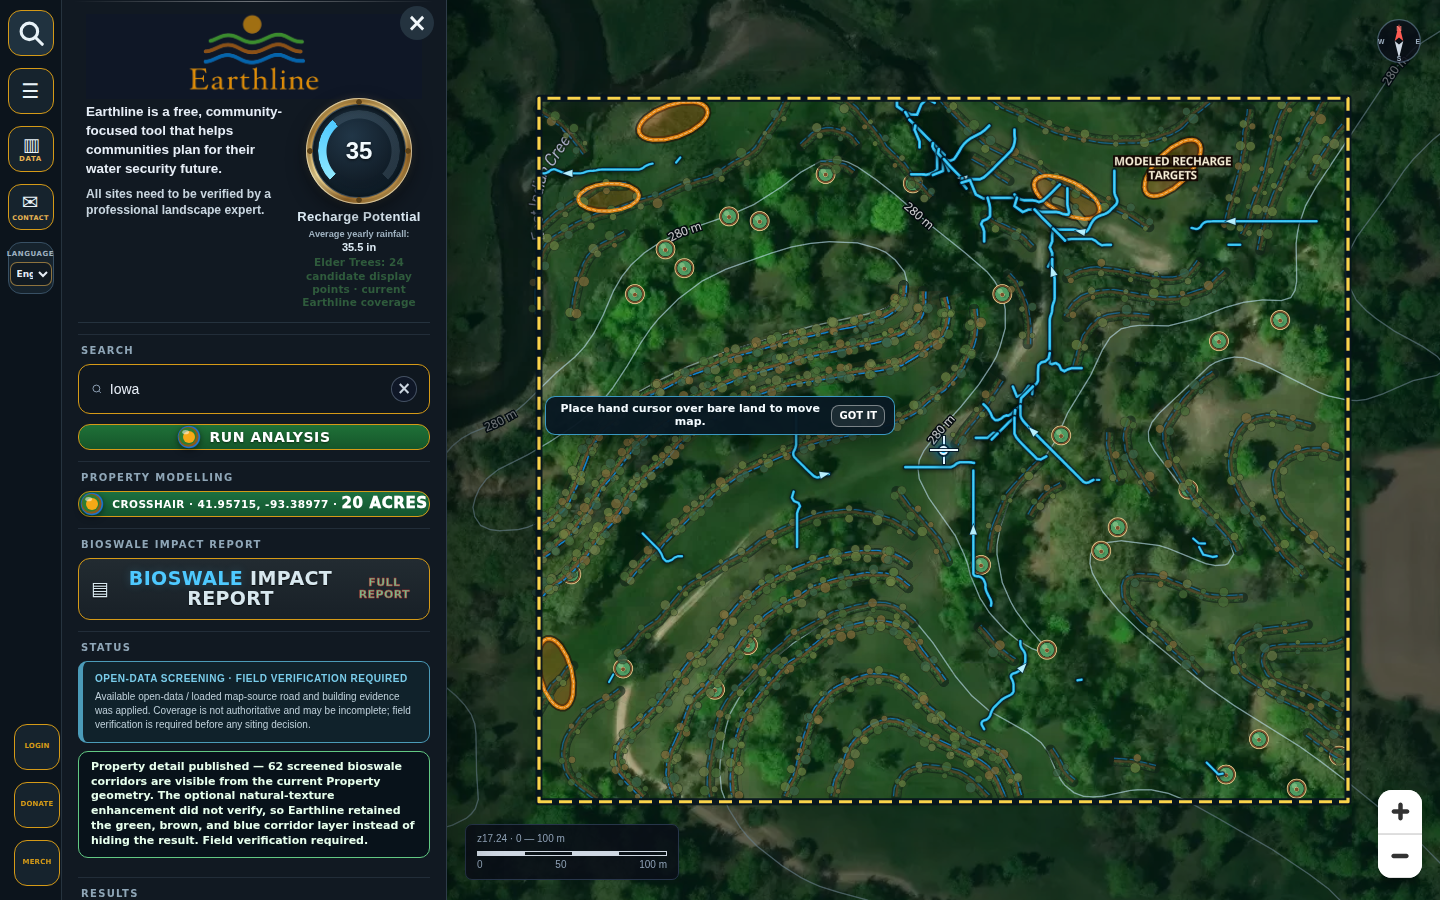 DATA
CONTACT
LANGUAGE
Eng
LOGIN
DONATE
MERCH
Earthline
Earthline is a free, community-
focused tool that helps
communities plan for their
water security future.
All sites need to be verified by a
professional landscape expert.
35
Recharge Potential
Average yearly rainfall:
35.5 in
Elder Trees: 24
candidate display
points · current
Earthline coverage
SEARCH
Iowa
RUN ANALYSIS
PROPERTY MODELLING
CROSSHAIR · 41.95715, -93.38977 · 20 ACRES
BIOSWALE IMPACT REPORT
BIOSWALE IMPACT
REPORT
FULL
REPORT
STATUS
OPEN-DATA SCREENING · FIELD VERIFICATION REQUIRED
Available open-data / loaded map-source road and building evidence
was applied. Coverage is not authoritative and may be incomplete; field
verification is required before any siting decision.
Property detail published — 62 screened bioswale
corridors are visible from the current Property
geometry. The optional natural-texture
enhancement did not verify, so Earthline retained
the green, brown, and blue corridor layer instead of
hiding the result. Field verification required.
RESULTS
W
E
S
280 m
Creek
MODELED RECHARGE
TARGETS
280 m
280 m
Place hand cursor over bare land to move
map.
GOT IT
280 m
280 m
z17.24 · 0 — 100 m
0
50
100 m